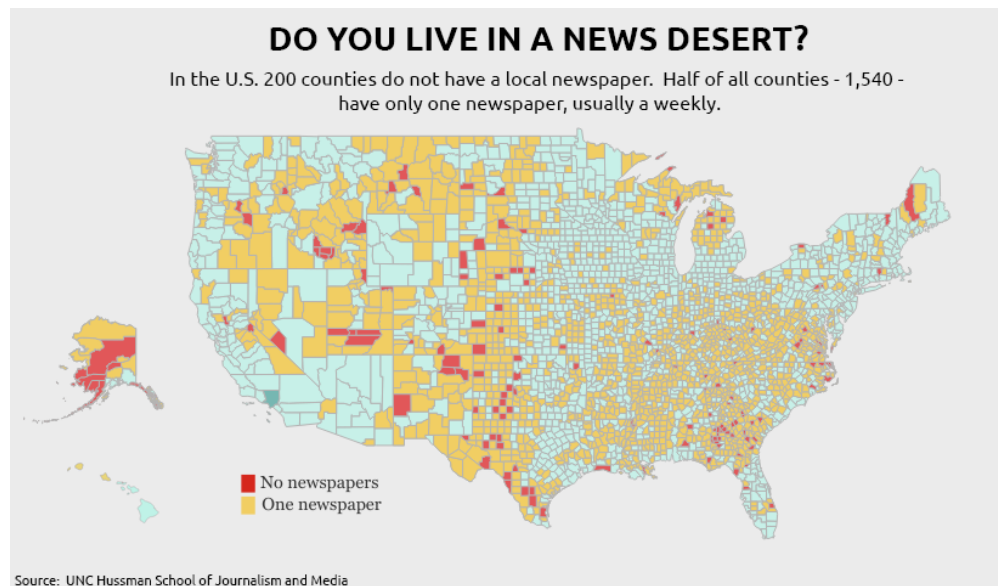 DO YOU LIVE IN A NEWS DESERT?
In the U.S. 200 counties do not have a local newspaper. Half of all counties - 1,540 -
have only one newspaper, usually a weekly.
No newspapers
One newspaper
Source: UNC Hussman School of Journalism and Media